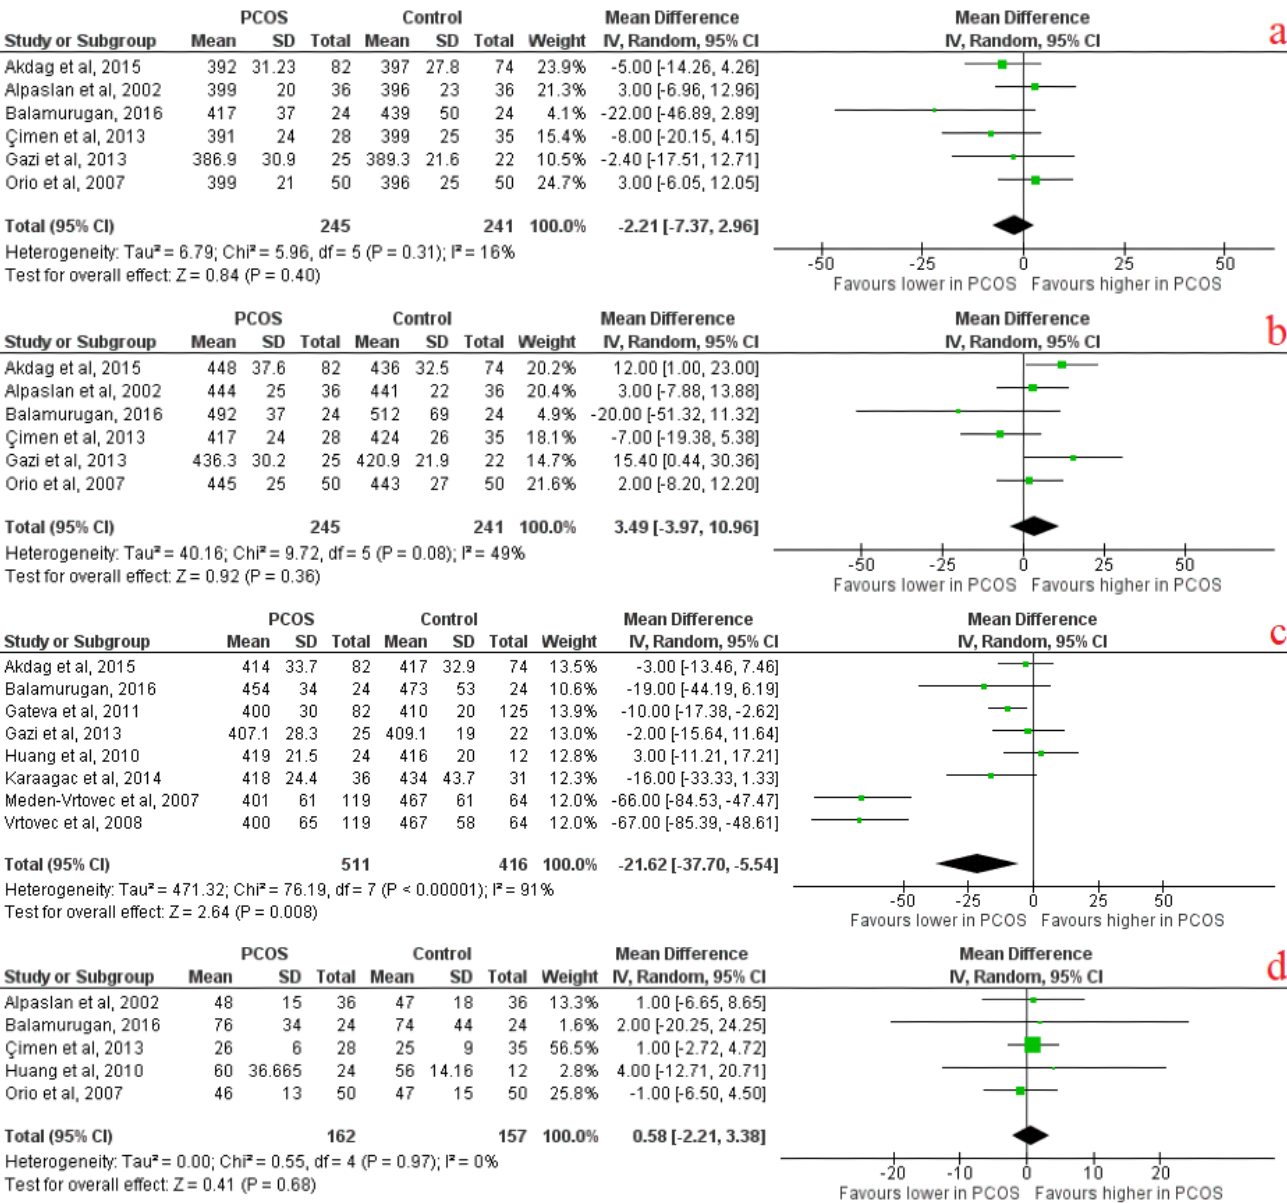 PCOS Control Mean Difference Mean Difference a
Study or Subgroup Mean SD Total Mean SD Total Weight IV, Random, 95% CI IV, Random, 95% CI
Akdag et al, 2015 392 31.23 82 397 27.8 74 23.9% -5.00 [-14.26, 4.26]
Alpaslan et al, 2002 399 20 36 396 23 36 21.3% 3.00 [-6.96, 12.96]
Balamurugan, 2016 417 37 24 439 50 24 4.1% -22.00 [-46.89, 2.89]
Çimen et al, 2013 391 24 28 399 25 35 15.4% -8.00 [-20.15, 4.15]
Gazi et al, 2013 386.9 30.9 25 389.3 21.6 22 10.5% -2.40 [-17.51, 12.71]
Orio et al, 2007 399 21 50 396 25 50 24.7% 3.00 [-6.05, 12.05]
Total (95% CI) 245 241 100.0% -2.21 [-7.37, 2.96]
Heterogeneity: Tau² = 6.79; Chi² = 5.96, df = 5 (P = 0.31); I² = 16%
Test for overall effect: Z = 0.84 (P = 0.40)
-50 -25 0 25 50
Favours lower in PCOS Favours higher in PCOS
PCOS Control Mean Difference Mean Difference b
Study or Subgroup Mean SD Total Mean SD Total Weight IV, Random, 95% CI IV, Random, 95% CI
Akdag et al, 2015 448 37.6 82 436 32.5 74 20.2% 12.00 [1.00, 23.00]
Alpaslan et al, 2002 444 25 36 441 22 36 20.4% 3.00 [-7.88, 13.88]
Balamurugan, 2016 492 37 24 512 69 24 4.9% -20.00 [-51.32, 11.32]
Çimen et al, 2013 417 24 28 424 26 35 18.1% -7.00 [-19.38, 5.38]
Gazi et al, 2013 436.3 30.2 25 420.9 21.9 22 14.7% 15.40 [0.44, 30.36]
Orio et al, 2007 445 25 50 443 27 50 21.6% 2.00 [-8.20, 12.20]
Total (95% CI) 245 241 100.0% 3.49 [-3.97, 10.96]
Heterogeneity: Tau² = 40.16; Chi² = 9.72, df = 5 (P = 0.08); I² = 49%
Test for overall effect: Z = 0.92 (P = 0.36)
-50 -25 0 25 50
Favours lower in PCOS Favours higher in PCOS
PCOS Control Mean Difference Mean Difference c
Study or Subgroup Mean SD Total Mean SD Total Weight IV, Random, 95% CI IV, Random, 95% CI
Akdag et al, 2015 414 33.7 82 417 32.9 74 13.5% -3.00 [-13.46, 7.46]
Balamurugan, 2016 454 34 24 473 53 24 10.6% -19.00 [-44.19, 6.19]
Gateva et al, 2011 400 30 82 410 20 125 13.9% -10.00 [-17.38, -2.62]
Gazi et al, 2013 407.1 28.3 25 409.1 19 22 13.0% -2.00 [-15.64, 11.64]
Huang et al, 2010 419 21.5 24 416 20 12 12.8% 3.00 [-11.21, 17.21]
Karaagac et al, 2014 418 24.4 36 434 43.7 31 12.3% -16.00 [-33.33, 1.33]
Meden-Vrtovec et al, 2007 401 61 119 467 61 64 12.0% -66.00 [-84.53, -47.47]
Vrtovec et al, 2008 400 65 119 467 58 64 12.0% -67.00 [-85.39, -48.61]
Total (95% CI) 511 416 100.0% -21.62 [-37.70, -5.54]
Heterogeneity: Tau² = 471.32; Chi² = 76.19, df = 7 (P < 0.00001); I² = 91%
Test for overall effect: Z = 2.64 (P = 0.008)
-50 -25 0 25 50
Favours lower in PCOS Favours higher in PCOS
PCOS Control Mean Difference Mean Difference d
Study or Subgroup Mean SD Total Mean SD Total Weight IV, Random, 95% CI IV, Random, 95% CI
Alpaslan et al, 2002 48 15 36 47 18 36 13.3% 1.00 [-6.65, 8.65]
Balamurugan, 2016 76 34 24 74 44 24 1.6% 2.00 [-20.25, 24.25]
Çimen et al, 2013 26 6 28 25 9 35 56.5% 1.00 [-2.72, 4.72]
Huang et al, 2010 60 36.665 24 56 14.16 12 2.8% 4.00 [-12.71, 20.71]
Orio et al, 2007 46 13 50 47 15 50 25.8% -1.00 [-6.50, 4.50]
Total (95% CI) 162 157 100.0% 0.58 [-2.21, 3.38]
Heterogeneity: Tau² = 0.00; Chi² = 0.55, df = 4 (P = 0.97); I² = 0%
Test for overall effect: Z = 0.41 (P = 0.68)
-20 -10 0 10 20
Favours lower in PCOS Favours higher in PCOS